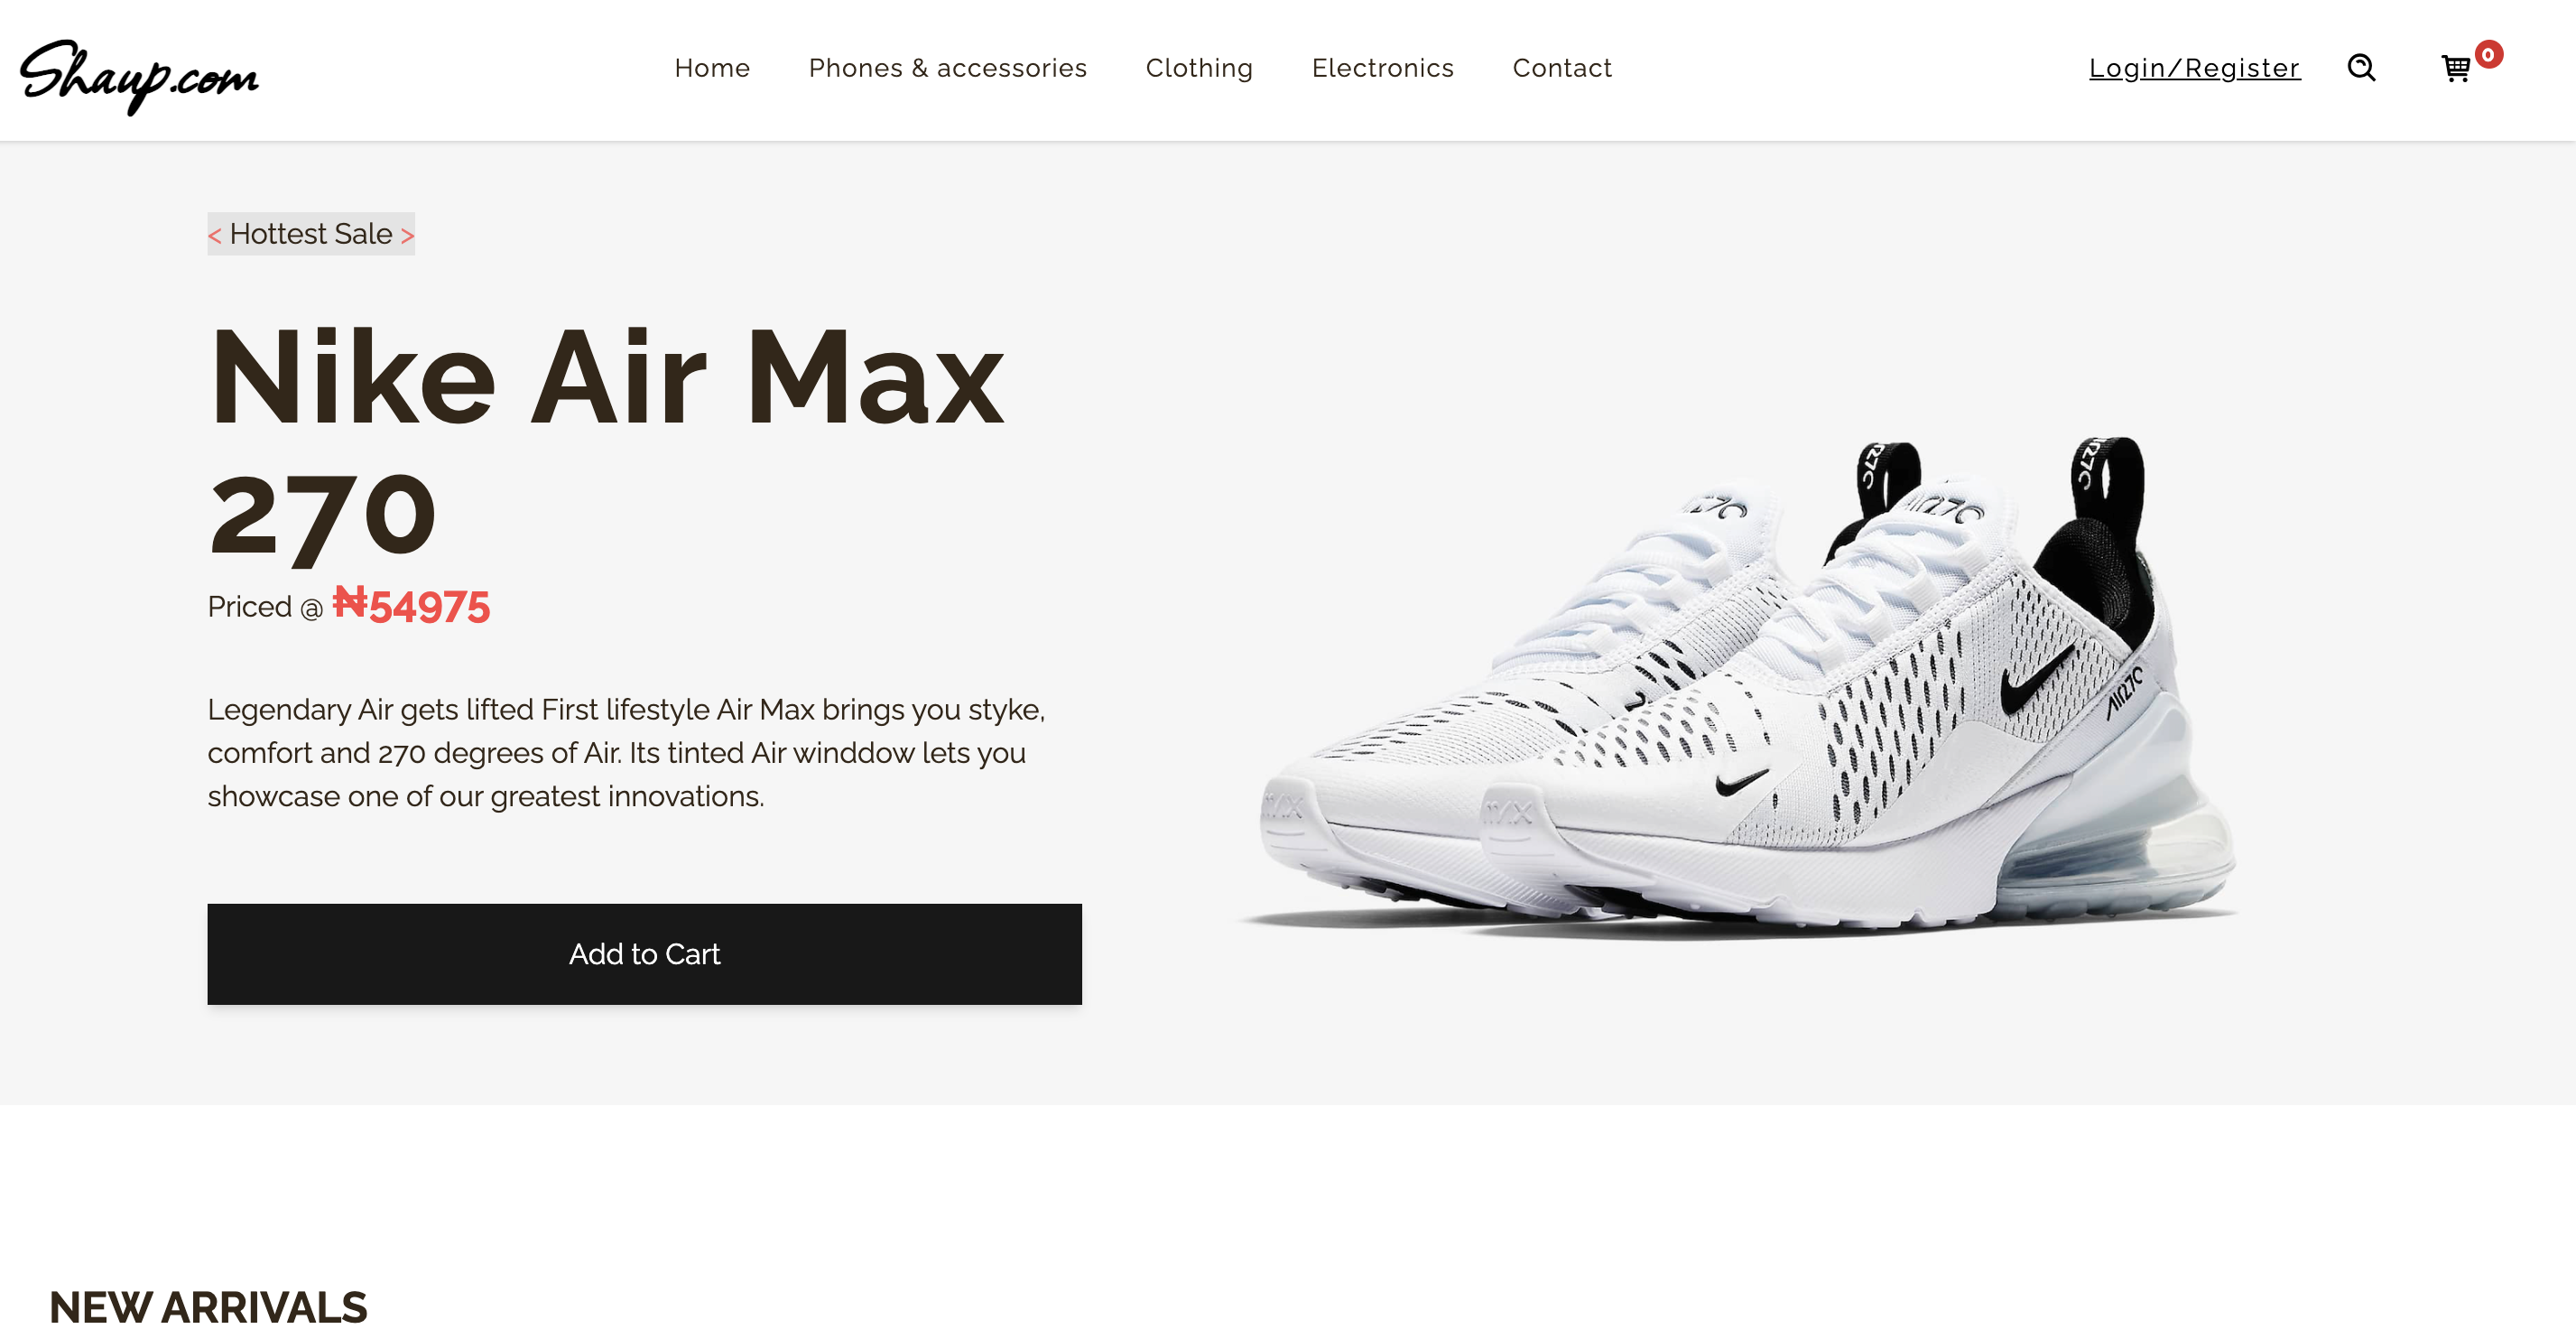 Shaup.com
Home Phones & accessories Clothing Electronics Contact
Login/Register 0
< Hottest Sale >
Nike Air Max
270
Priced @ ₦54975
Legendary Air gets lifted First lifestyle Air Max brings you styke,
comfort and 270 degrees of Air. Its tinted Air winddow lets you
showcase one of our greatest innovations.
Add to Cart
NEW ARRIVALS